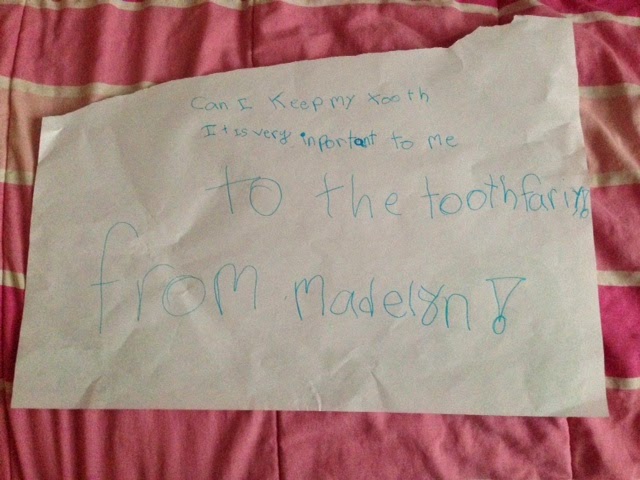 Can I Keep my tooth
It is very inportant to me
to the toothfariy!
from madelyn!